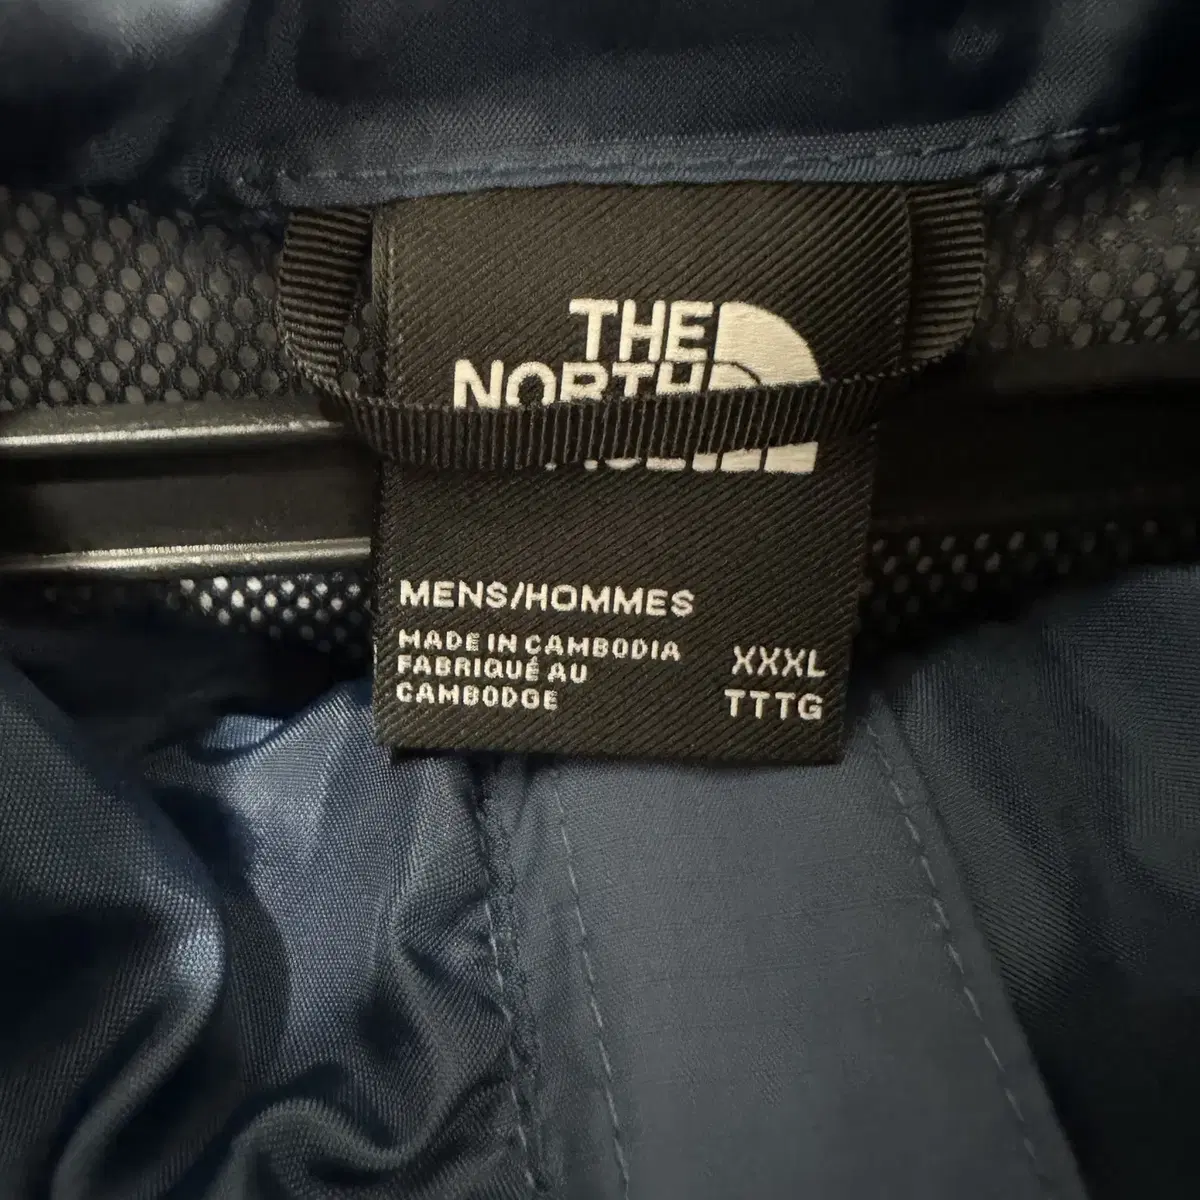 THE
NORTH
MENS/HOMMES
MADE IN CAMBODIA
FABRIQUÉ AU
CAMBODGE
XXXL
TTTG